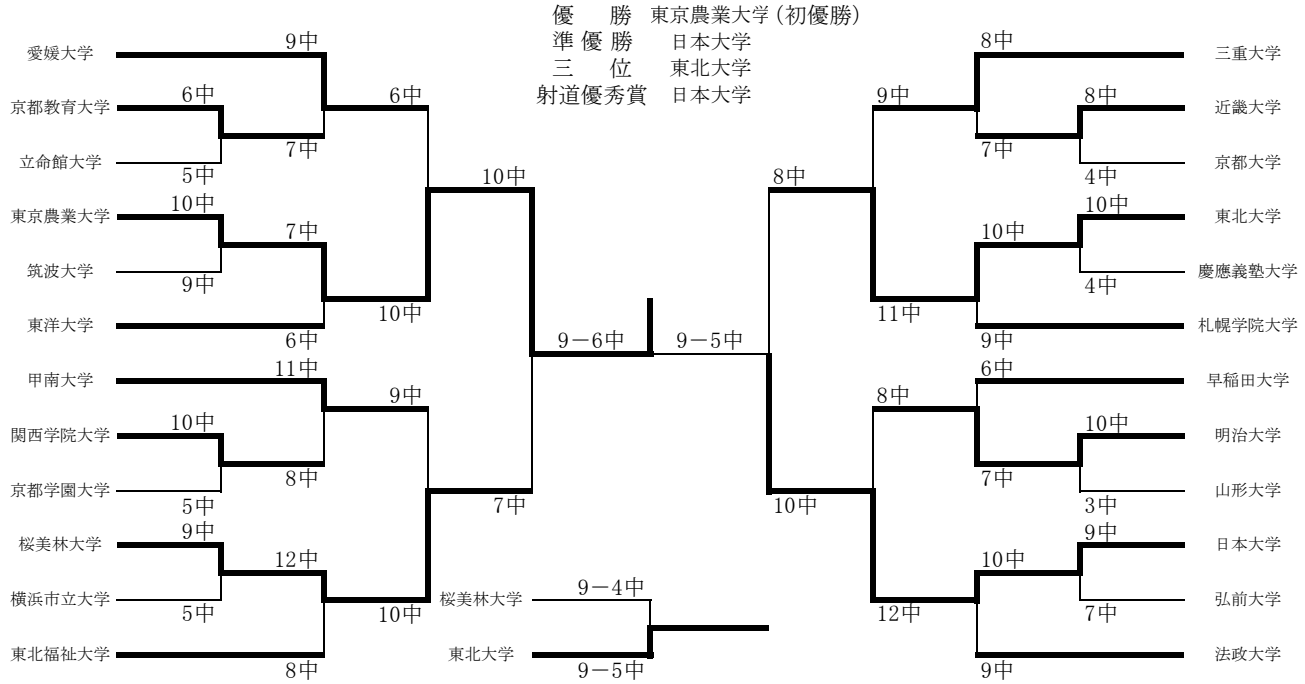 優　勝　東京農業大学(初優勝)
準優勝　日本大学
三　位　東北大学
射道優秀賞　日本大学
愛媛大学
9中
京都教育大学
6中
6中
7中
立命館大学
5中
10中
東京農業大学
10中
7中
筑波大学
9中
10中
東洋大学
6中
9−6中
甲南大学
11中
9中
関西学院大学
10中
8中
京都学園大学
5中
7中
桜美林大学
9中
12中
横浜市立大学
5中
10中
東北福祉大学
8中
桜美林大学
9−4中
東北大学
9−5中
8中
三重大学
9中
8中
近畿大学
7中
京都大学
4中
8中
10中
東北大学
10中
慶應義塾大学
4中
11中
札幌学院大学
9中
9−5中
6中
早稲田大学
8中
10中
明治大学
7中
山形大学
3中
10中
9中
日本大学
10中
弘前大学
7中
12中
法政大学
9中